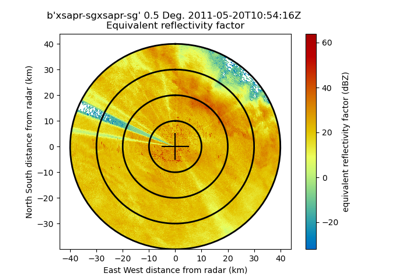 b'xsapr-sgxsapr-sg' 0.5 Deg. 2011-05-20T10:54:16Z
Equivalent reflectivity factor
North South distance from radar (km)
40
30
20
10
0
−10
−20
−30
−40 −30 −20 −10 0 10 20 30 40
East West distance from radar (km)
60
40
20
0
−20
equivalent reflectivity factor (dBZ)